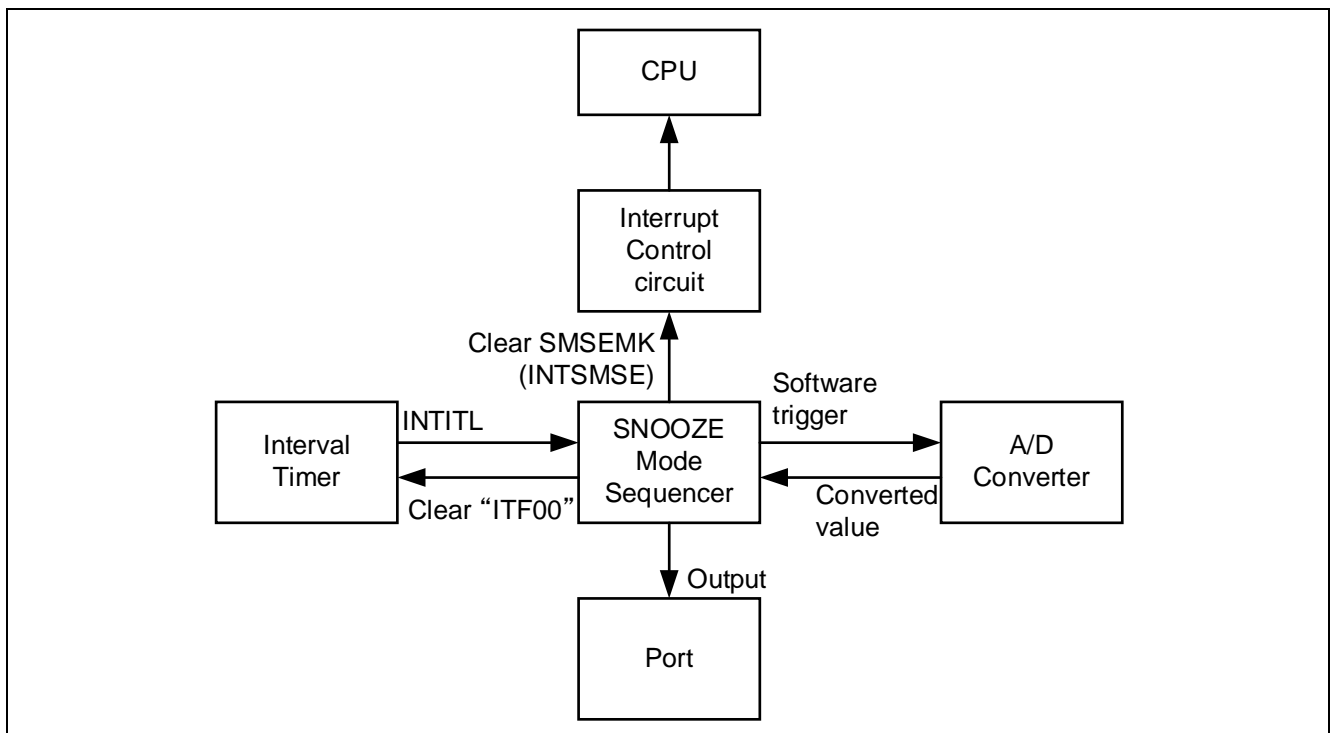 CPU
Interrupt
Control
circuit
Clear SMSEMK
(INTSMSE)
Interval
Timer
INTITL
Clear “ITF00”
SNOOZE
Mode
Sequencer
Software
trigger
Converted
value
A/D
Converter
Output
Port